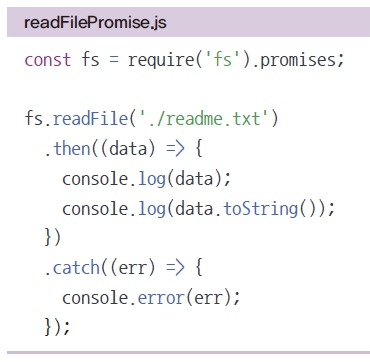 readFilePromise.js
const fs = require('fs').promises;
fs.readFile('./readme.txt')
  .then((data) => {
    console.log(data);
    console.log(data.toString());
  })
  .catch((err) => {
    console.error(err);
  });